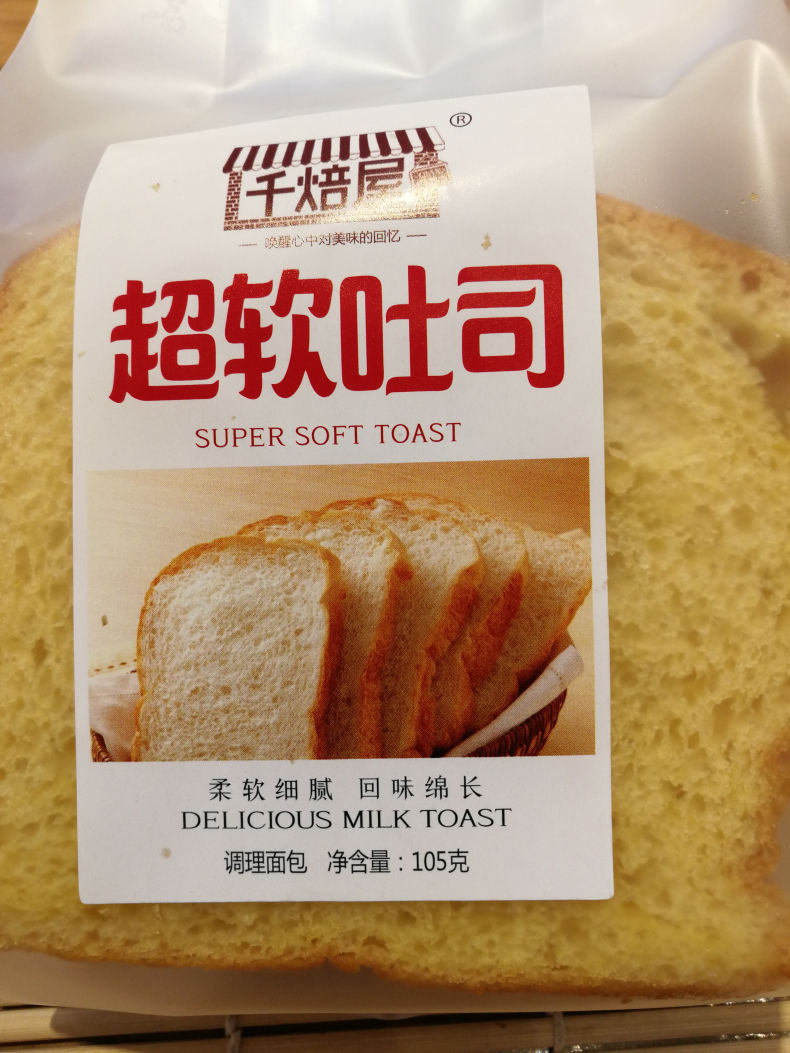 千焙屋®
唤醒心中对美味的回忆
超软吐司
SUPER SOFT TOAST
柔软细腻 回味绵长
DELICIOUS MILK TOAST
调理面包 净含量：105克